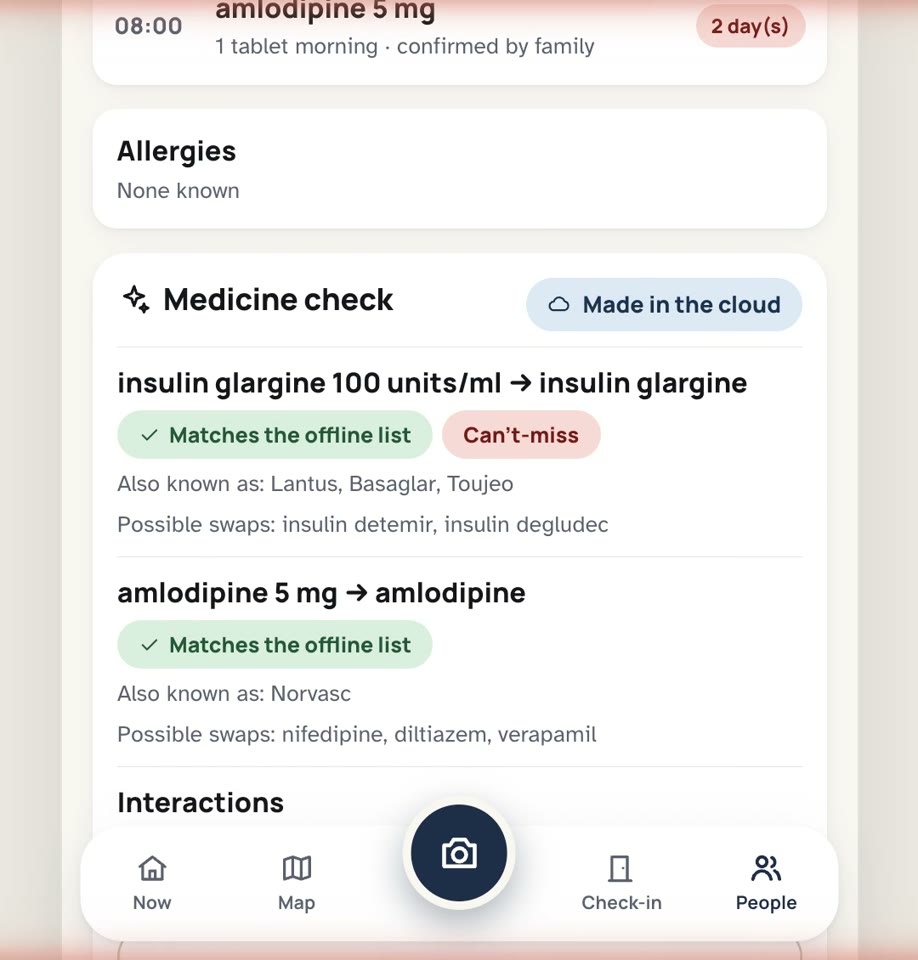 amlodipine 5 mg
08:00
1 tablet morning · confirmed by family
2 day(s)
Allergies
None known
Medicine check
Made in the cloud
insulin glargine 100 units/ml → insulin glargine
✓ Matches the offline list
Can’t-miss
Also known as: Lantus, Basaglar, Toujeo
Possible swaps: insulin detemir, insulin degludec
amlodipine 5 mg → amlodipine
✓ Matches the offline list
Also known as: Norvasc
Possible swaps: nifedipine, diltiazem, verapamil
Interactions
Now
Map
Check-in
People